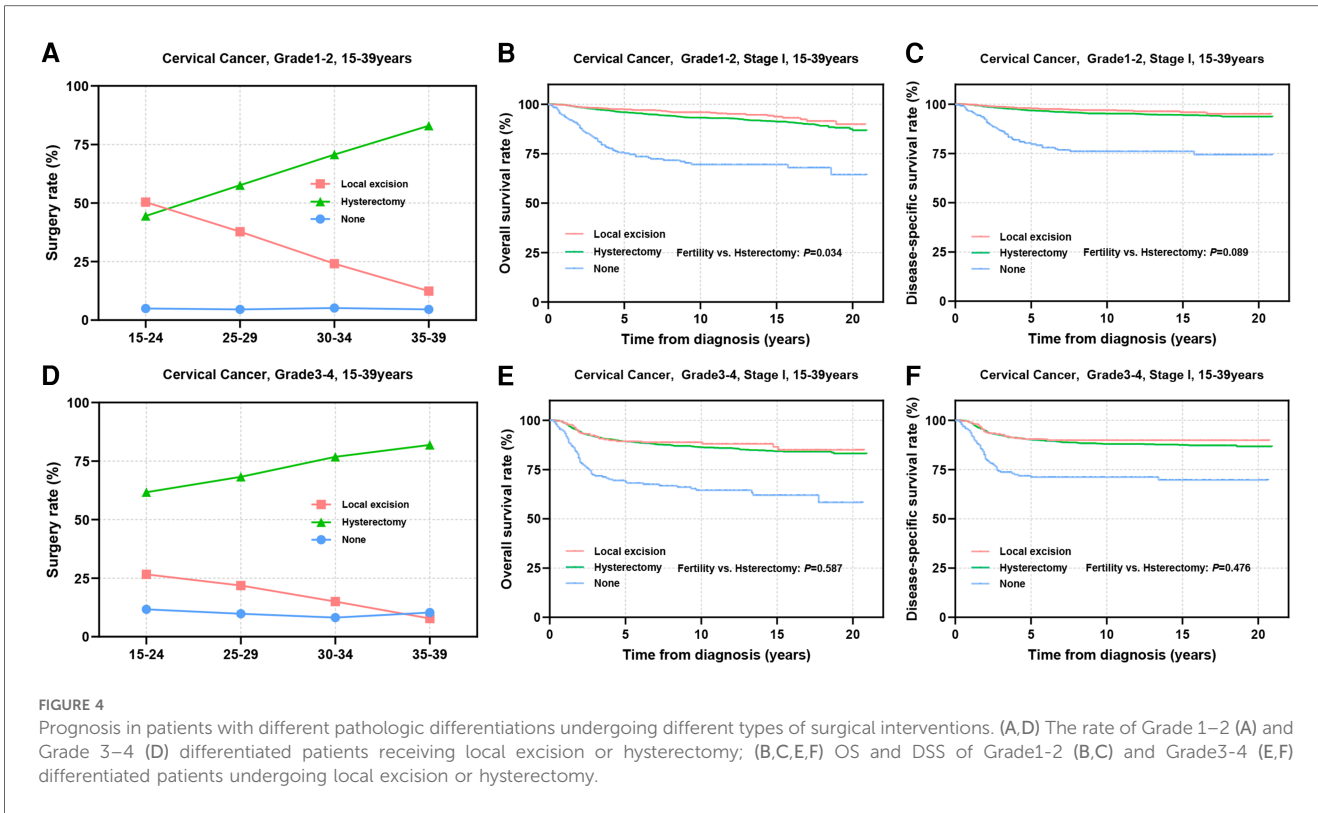 A
Cervical Cancer, Grade1-2, 15-39years
Surgery rate (%)
100
75
50
25
0
Local excision
Hysterectomy
None
15-24
25-29
30-34
35-39
B
Cervical Cancer, Grade1-2, Stage I, 15-39years
Overall survival rate (%)
100
75
50
25
0
Local excision
Hysterectomy Fertility vs. Hsterectomy: P=0.034
None
0
5
10
15
20
Time from diagnosis (years)
C
Cervical Cancer, Grade1-2, Stage I, 15-39years
Disease-specific survival rate (%)
100
75
50
25
0
Local excision
Hysterectomy Fertility vs. Hsterectomy: P=0.089
None
0
5
10
15
20
Time from diagnosis (years)
D
Cervical Cancer, Grade3-4, 15-39years
Surgery rate (%)
100
75
50
25
0
Local excision
Hysterectomy
None
15-24
25-29
30-34
35-39
E
Cervical Cancer, Grade3-4, Stage I, 15-39years
Overall survival rate (%)
100
75
50
25
0
Local excision
Hysterectomy Fertility vs. Hsterectomy: P=0.587
None
0
5
10
15
20
Time from diagnosis (years)
F
Cervical Cancer, Grade3-4, Stage I, 15-39years
Disease-specific survival rate (%)
100
75
50
25
0
Local excision
Hysterectomy Fertility vs. Hsterectomy: P=0.476
None
0
5
10
15
20
Time from diagnosis (years)
FIGURE 4
Prognosis in patients with different pathologic differentiations undergoing different types of surgical interventions. (A,D) The rate of Grade 1–2 (A) and
Grade 3–4 (D) differentiated patients receiving local excision or hysterectomy; (B,C,E,F) OS and DSS of Grade1-2 (B,C) and Grade3-4 (E,F)
differentiated patients undergoing local excision or hysterectomy.